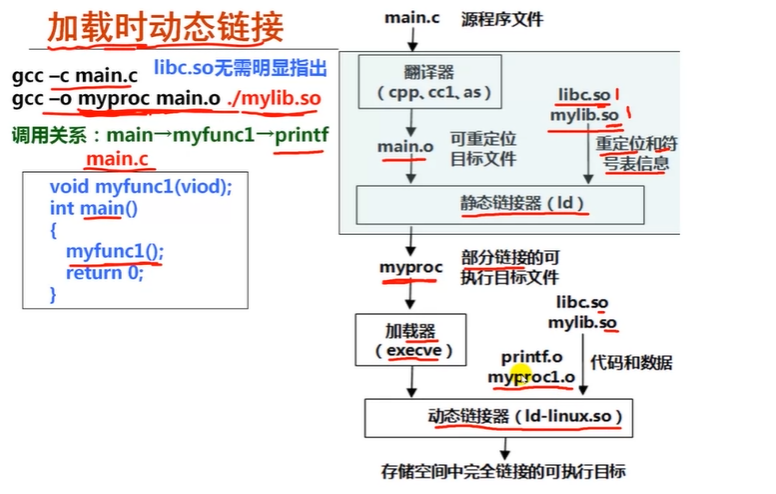 加载时动态链接
gcc –c main.c
libc.so无需明显指出
gcc –o myproc main.o ./mylib.so
调用关系：main→myfunc1→printf
main.c
void myfunc1(viod);
int main()
{
myfunc1();
return 0;
}
main.c 源程序文件
翻译器
（cpp、cc1、as）
libc.so
mylib.so
main.o
可重定位
目标文件
重定位和符
号表信息
静态链接器（ld）
myproc
部分链接的可
执行目标文件
libc.so
mylib.so
加载器
（execve）
printf.o
myproc1.o
代码和数据
动态链接器（ld-linux.so）
存储空间中完全链接的可执行目标